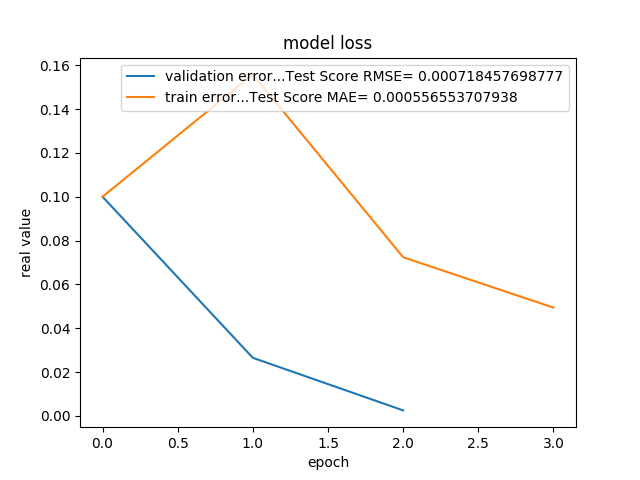 model loss
validation error...Test Score RMSE= 0.000718457698777
train error...Test Score MAE= 0.000556553707938
0.16
0.14
0.12
0.10
0.08
0.06
0.04
0.02
0.00
real value
0.0 0.5 1.0 1.5 2.0 2.5 3.0
epoch